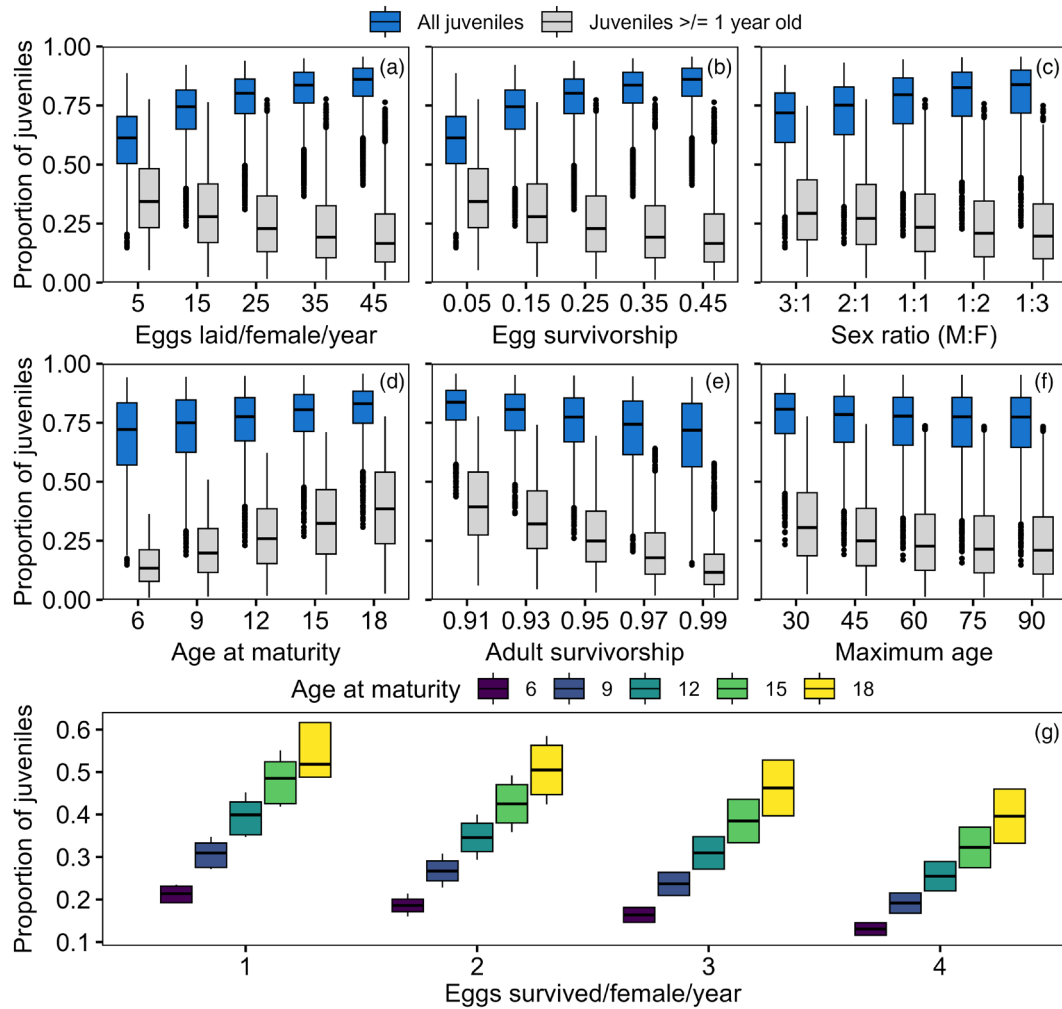 All juveniles Juveniles >/= 1 year old
Proportion of juveniles
1.00 0.75 0.50 0.25 0.00
(a) (b) (c)
5 15 25 35 45 0.05 0.15 0.25 0.35 0.45 3:1 2:1 1:1 1:2 1:3
Eggs laid/female/year Egg survivorship Sex ratio (M:F)
Proportion of juveniles
1.00 0.75 0.50 0.25 0.00
(d) (e) (f)
6 9 12 15 18 0.91 0.93 0.95 0.97 0.99 30 45 60 75 90
Age at maturity Adult survivorship Maximum age
Age at maturity 6 9 12 15 18
Proportion of juveniles
0.6 0.5 0.4 0.3 0.2 0.1
(g)
1 2 3 4
Eggs survived/female/year